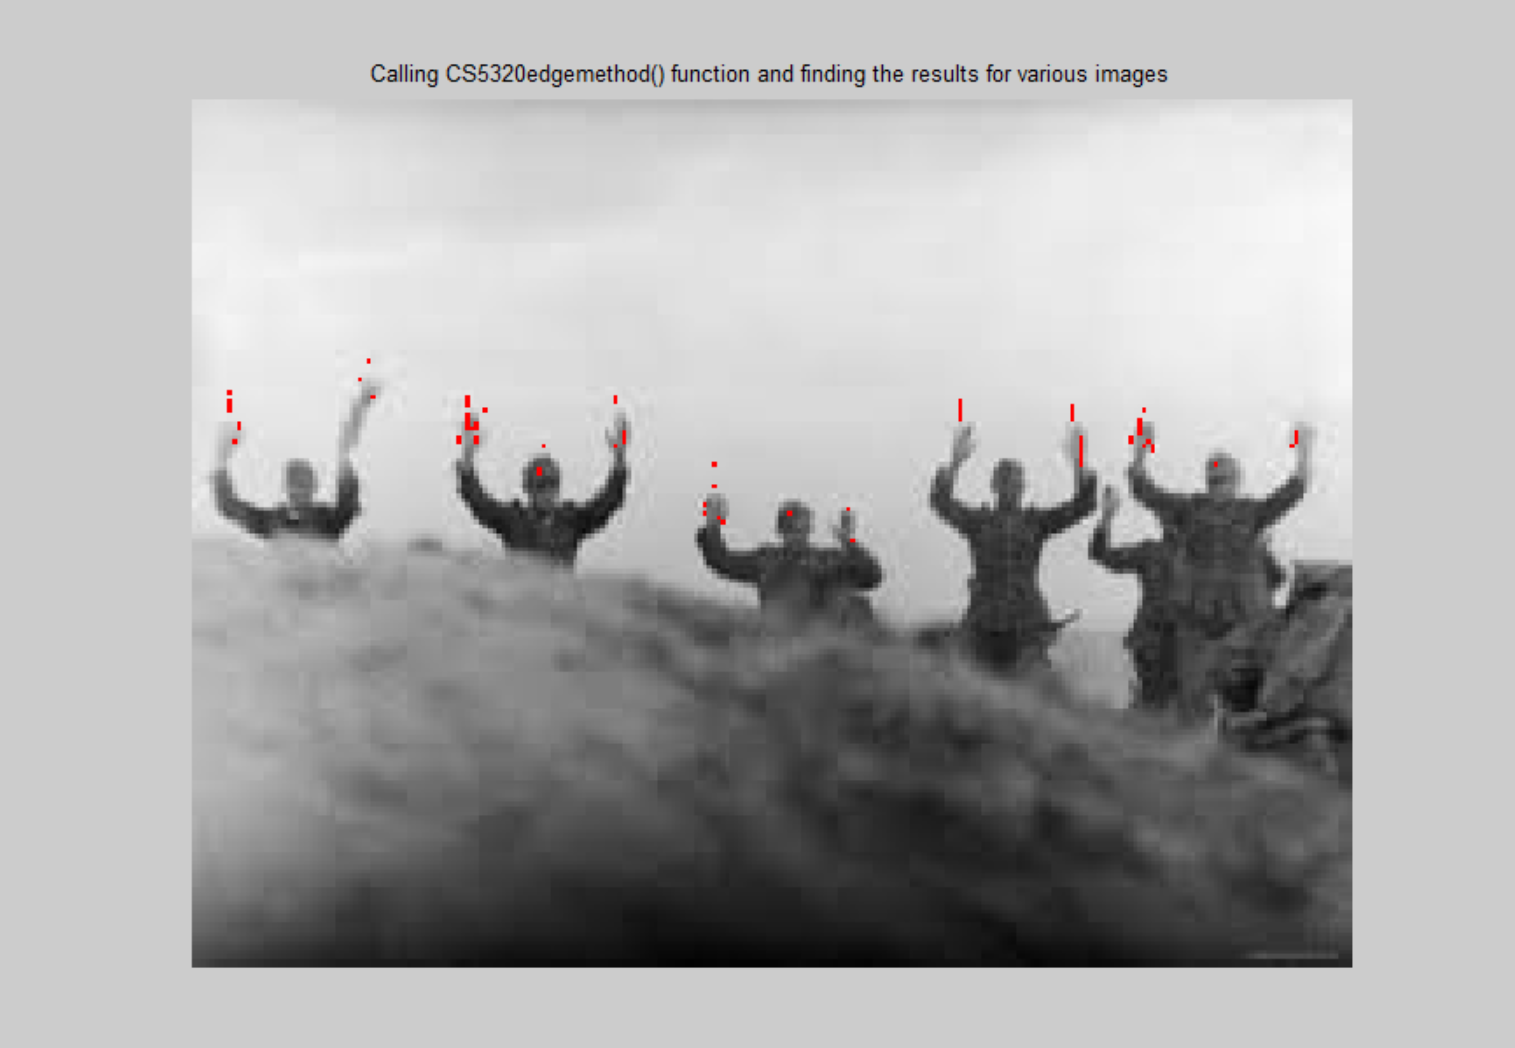 Calling CS5320edgemethod() function and finding the results for various images